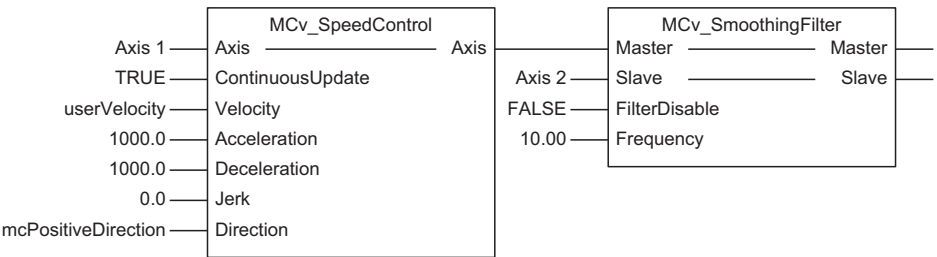 MCv_SpeedControl MCv_SmoothingFilter
Axis 1 Axis Axis Master Master
TRUE ContinuousUpdate Axis 2 Slave Slave
userVelocity Velocity FALSE FilterDisable
1000.0 Acceleration 10.00 Frequency
1000.0 Deceleration
0.0 Jerk
mcPositiveDirection Direction